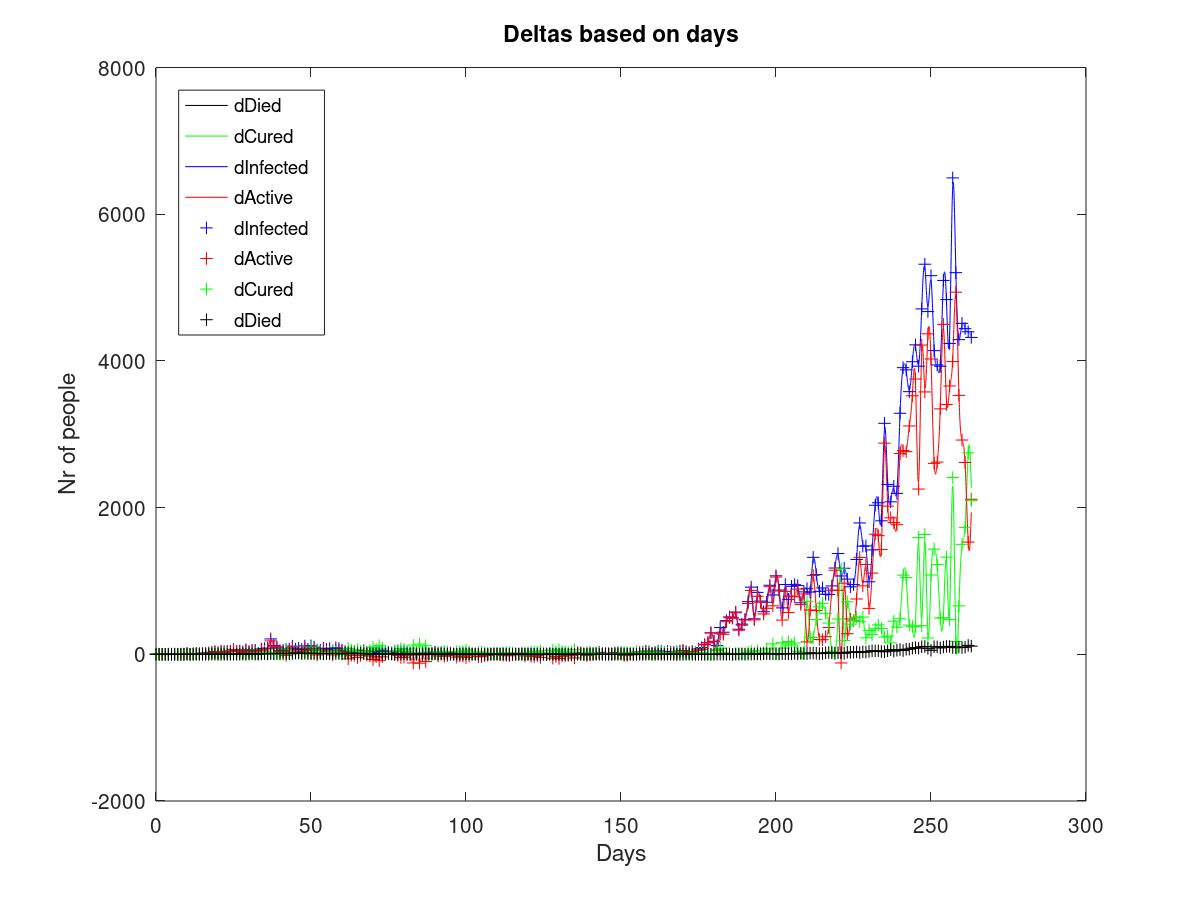 Deltas based on days
8000
6000
4000
2000
0
-2000
Nr of people
dDied
dCured
dInfected
dActive
dInfected
dActive
dCured
dDied
0 50 100 150 200 250 300
Days